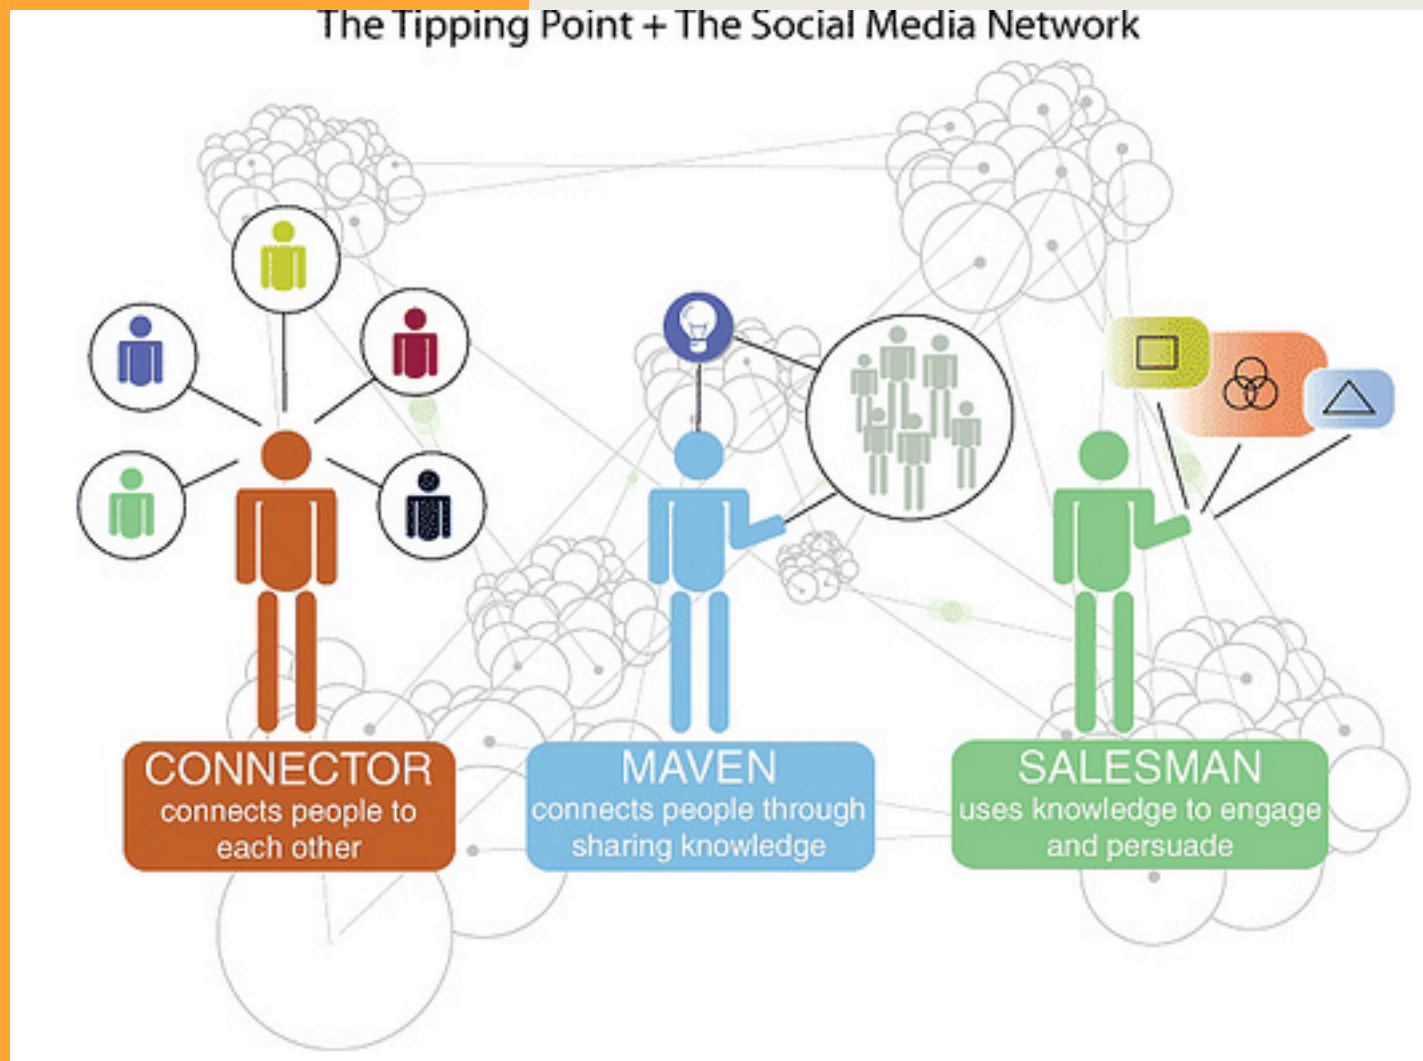 The Tipping Point + The Social Media Network
CONNECTOR
connects people to
each other
MAVEN
connects people through
sharing knowledge
SALESMAN
uses knowledge to engage
and persuade